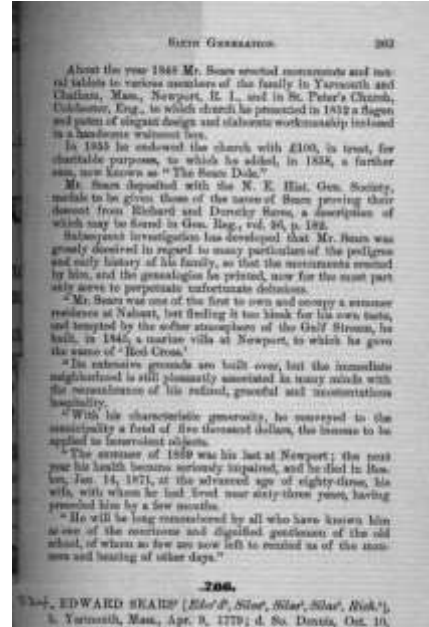 SIXTH GENERATION. 203
About the year 1848 Mr. Sears erected monuments and mu-
ral tablets to various members of the family in Yarmouth and
Chatham, Mass., Newport, R. I., and in St. Peter's Church,
Colchester, Eng., to which church he presented in 1852 a flagon
and paten of elegant design and elaborate workmanship inclosed
in a handsome wainscot box.
In 1855 he endowed the church with £100, in trust, for
charitable purposes, to which he added, in 1858, a further
sum, now known as "The Sears Dole."
Mr. Sears deposited with the N. E. Hist. Gen. Society,
medals to be given those of the name of Sears proving their
descent from Richard and Dorothy Sares, a description of
which may be found in Gen. Reg., vol. p. 182.
Subsequent investigation has developed that Mr. Sears was
grossly deceived in regard to many particulars of the pedigree
and early history of his family, so that the monuments erected
by him, and the genealogies he printed, now for the most part
only serve to perpetuate unfortunate delusions.
"Mr. Sears was one of the first to own and occupy a summer
residence at Nahant, but finding it too bleak for his own taste,
and tempted by the softer atmosphere of the Gulf Stream, he
built, in 1845, a marine villa at Newport, to which he gave
the name of 'Red Cross.'
"Its extensive grounds are built over, but the immediate
neighborhood is still pleasantly associated in many minds with
the remembrance of his refined, graceful and unostentatious
hospitality.
"With his characteristic generosity, he conveyed to the
municipality a fund of five thousand dollars, the income to be
applied to benevolent objects.
"The summer of 1869 was his last at Newport; the next
year his health became seriously impaired, and he died in Bos-
ton, Jan. 14, 1871, at the advanced age of eighty-three, his
wife, with whom he had lived near sixty-three years, having
preceded him by a few months.
"He will be long remembered by all who have known him
as one of the courteous and dignified gentlemen of the old
school, of whom so few are now left to remind us of the man-
ners and bearing of other days."
706.
EDWARD SEARS [Edw'd, Silas, Silas, Silas, Rich.],
b. Yarmouth, Mass., Apr. 9, 1779; d. So. Dennis, Oct. 10,